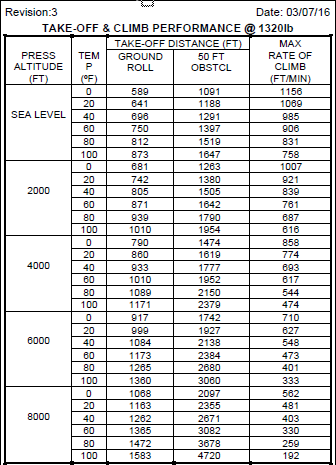 Revision:3 Date: 03/07/16
TAKE-OFF & CLIMB PERFORMANCE @ 1320lb
PRESS ALTITUDE (FT) TEM P (ºF) TAKE-OFF DISTANCE (FT) MAX RATE OF CLIMB (FT/MIN)
GROUND ROLL 50 FT OBSTCL
SEA LEVEL
0 589 1091 1156
20 641 1188 1069
40 696 1291 985
60 750 1397 906
80 812 1519 831
100 873 1647 758
2000
0 681 1263 1007
20 742 1380 921
40 805 1505 839
60 871 1642 761
80 939 1790 687
100 1010 1954 616
4000
0 790 1474 858
20 860 1619 774
40 933 1777 693
60 1010 1952 617
80 1089 2150 544
100 1171 2379 474
6000
0 917 1742 710
20 999 1927 627
40 1084 2138 548
60 1173 2384 473
80 1265 2680 401
100 1360 3060 333
8000
0 1068 2097 562
20 1163 2355 481
40 1262 2671 403
60 1365 3082 330
80 1472 3678 259
100 1583 4720 192